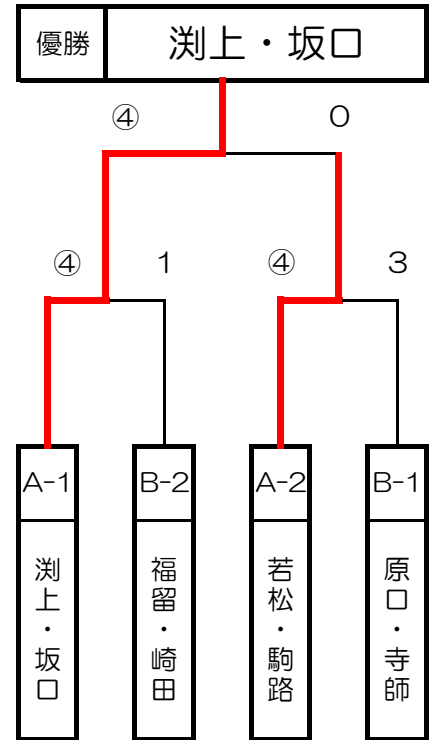 優勝 渕上・坂口
④ 0
④ 1 ④ 3
A-1 B-2 A-2 B-1
渕上・坂口
福留・崎田
若松・駒路
原口・寺師